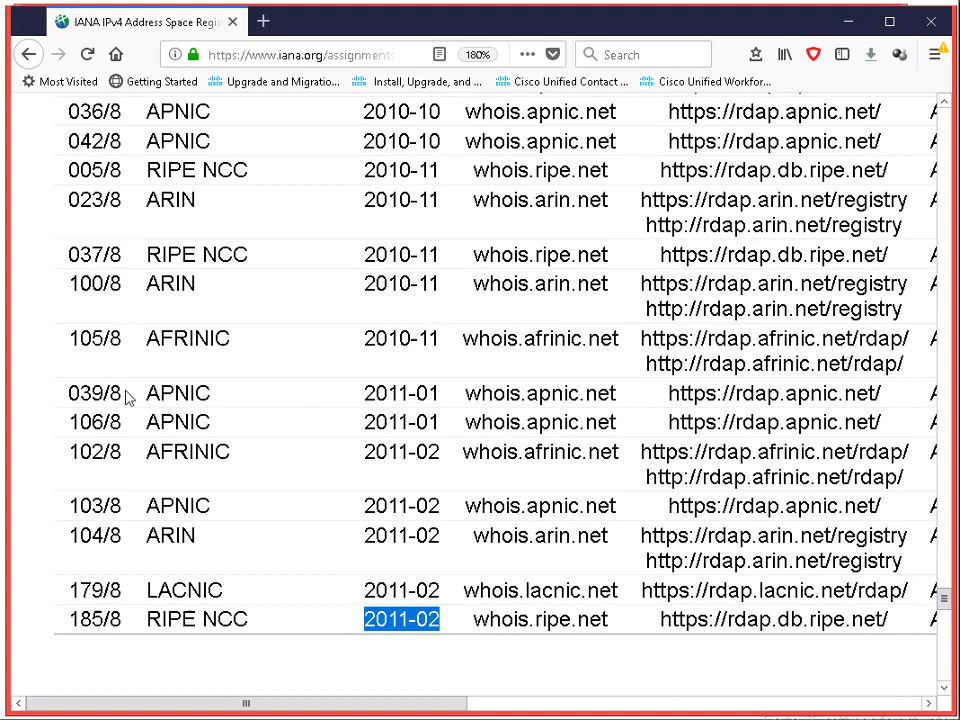 IANA IPv4 Address Space Regis
https://www.iana.org/assignments-
180%
Search
Most Visited Getting Started Upgrade and Migratio... Install, Upgrade, and ... Cisco Unified Contact ... Cisco Unified Workfor...
036/8 APNIC 2010-10 whois.apnic.net https://rdap.apnic.net/
042/8 APNIC 2010-10 whois.apnic.net https://rdap.apnic.net/
005/8 RIPE NCC 2010-11 whois.ripe.net https://rdap.db.ripe.net/
023/8 ARIN 2010-11 whois.arin.net https://rdap.arin.net/registry
http://rdap.arin.net/registry
037/8 RIPE NCC 2010-11 whois.ripe.net https://rdap.db.ripe.net/
100/8 ARIN 2010-11 whois.arin.net https://rdap.arin.net/registry
http://rdap.arin.net/registry
105/8 AFRINIC 2010-11 whois.afrinic.net https://rdap.afrinic.net/rdap/
http://rdap.afrinic.net/rdap/
039/8 APNIC 2011-01 whois.apnic.net https://rdap.apnic.net/
106/8 APNIC 2011-01 whois.apnic.net https://rdap.apnic.net/
102/8 AFRINIC 2011-02 whois.afrinic.net https://rdap.afrinic.net/rdap/
http://rdap.afrinic.net/rdap/
103/8 APNIC 2011-02 whois.apnic.net https://rdap.apnic.net/
104/8 ARIN 2011-02 whois.arin.net https://rdap.arin.net/registry
http://rdap.arin.net/registry
179/8 LACNIC 2011-02 whois.lacnic.net https://rdap.lacnic.net/rdap/
185/8 RIPE NCC 2011-02 whois.ripe.net https://rdap.db.ripe.net/